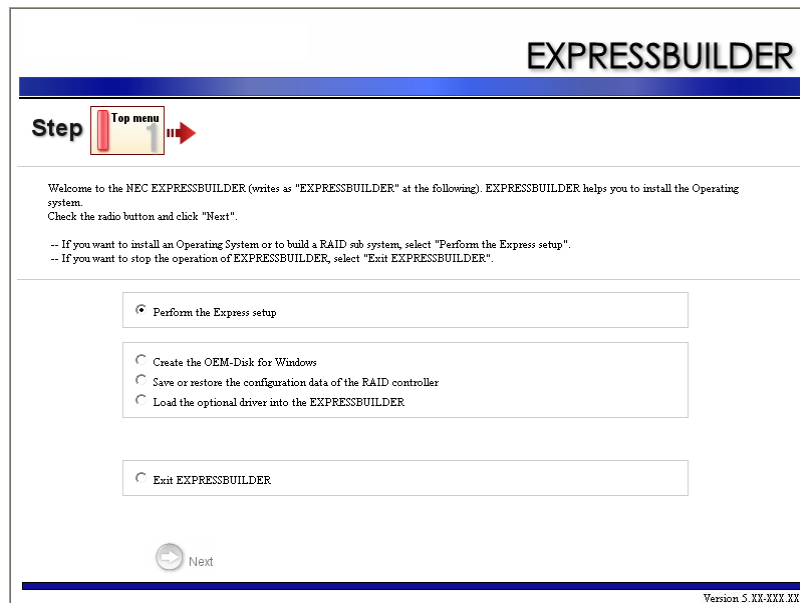 EXPRESSBUILDER
Step
Top menu
1
Welcome to the NEC EXPRESSBUILDER (writes as "EXPRESSBUILDER" at the following). EXPRESSBUILDER helps you to install the Operating
system.
Check the radio button and click "Next".
-- If you want to install an Operating System or to build a RAID sub system, select "Perform the Express setup".
-- If you want to stop the operation of EXPRESSBUILDER, select "Exit EXPRESSBUILDER".
Perform the Express setup
Create the OEM-Disk for Windows
Save or restore the configuration data of the RAID controller
Load the optional driver into the EXPRESSBUILDER
Exit EXPRESSBUILDER
Next
Version 5.XX-XXX.XX